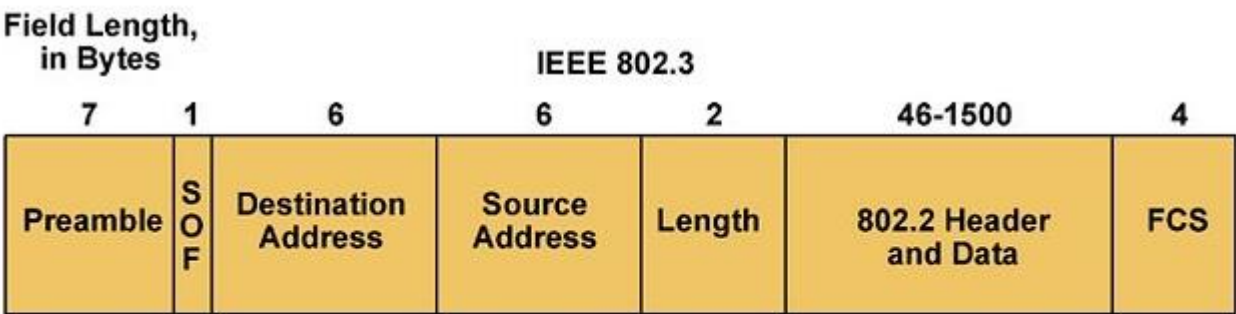 Field Length,
in Bytes
IEEE 802.3
7 1 6 6 2 46-1500 4
Preamble
S
O
F
Destination
Address
Source
Address
Length
802.2 Header
and Data
FCS